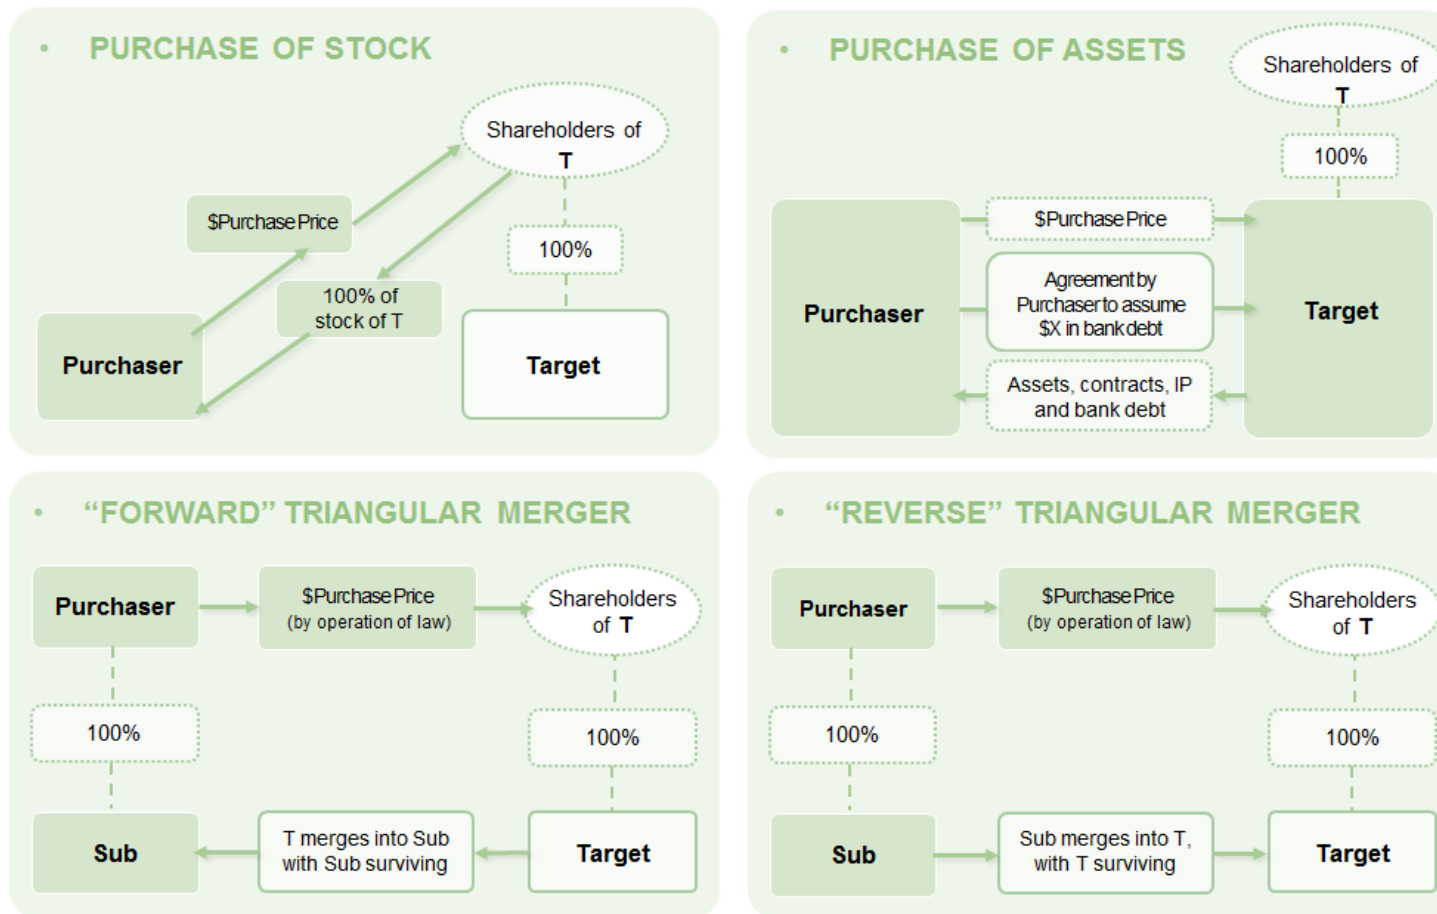 • PURCHASE OF STOCK
Shareholders of
T
$Purchase Price
100%
100% of
stock of T
Purchaser
Target
• PURCHASE OF ASSETS
Shareholders of
T
100%
$Purchase Price
Agreement by
Purchaser to assume
$X in bank debt
Purchaser
Target
Assets, contracts, IP
and bank debt
• “FORWARD” TRIANGULAR MERGER
Purchaser
$Purchase Price
(by operation of law)
Shareholders
of T
100%
100%
Sub
T merges into Sub
with Sub surviving
Target
• “REVERSE” TRIANGULAR MERGER
Purchaser
$Purchase Price
(by operation of law)
Shareholders
of T
100%
100%
Sub
Sub merges into T,
with T surviving
Target